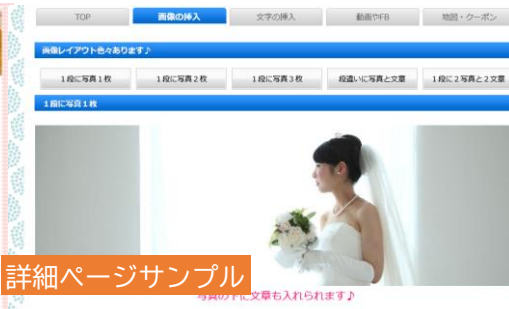 TOP
画像の挿入
文字の挿入
動画やFB
地図・クーポン
画像レイアウト色々あります♪
1段に写真1枚
1段に写真2枚
1段に写真3枚
段違いに写真と文章
1段に2写真と2文章
1段に写真1枚
詳細ページサンプル
写真の下に文章も入れられます♪